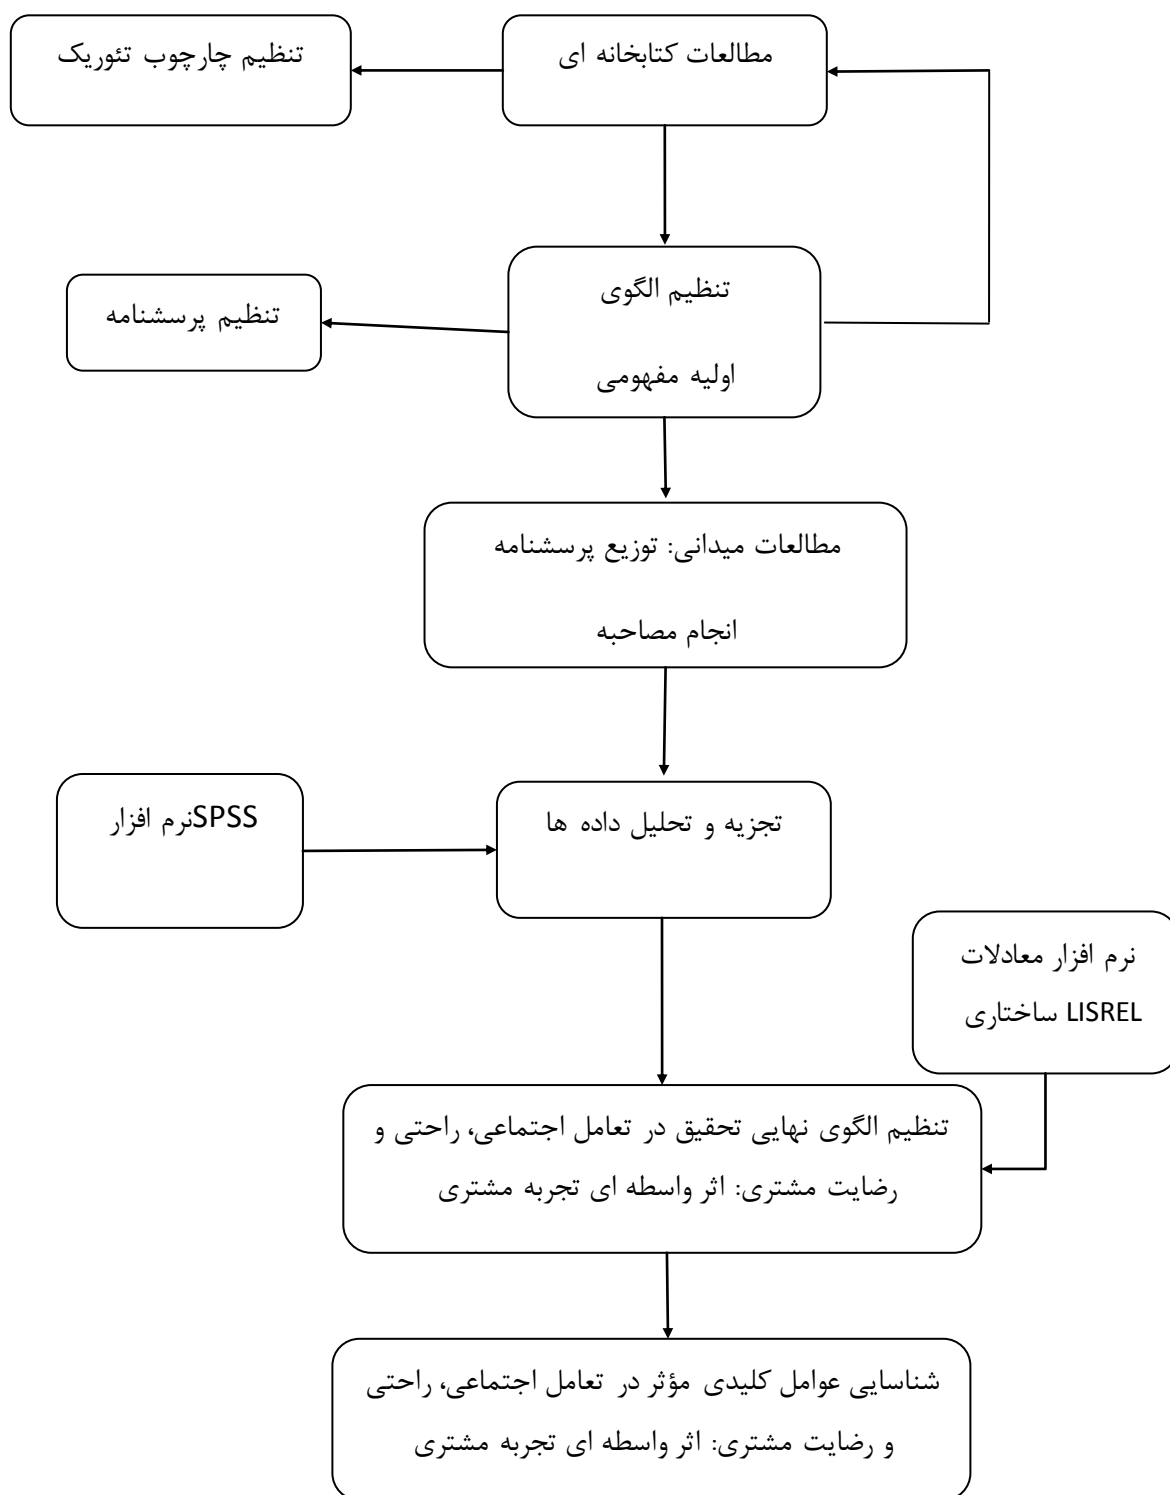 مطالعات کتابخانه ای
تنظیم چارچوب تئوریک
تنظیم الگوی
اولیه مفهومی
تنظیم پرسشنامه
مطالعات میدانی: توزیع پرسشنامه
انجام مصاحبه
تجزیه و تحلیل داده ها
SPSSنرم افزار
نرم افزار معادلات
LISREL ساختاری
تنظیم الگوی نهایی تحقیق در تعامل اجتماعی، راحتی و
رضایت مشتری: اثر واسطه ای تجربه مشتری
شناسایی عوامل کلیدی مؤثر در تعامل اجتماعی، راحتی
و رضایت مشتری: اثر واسطه ای تجربه مشتری